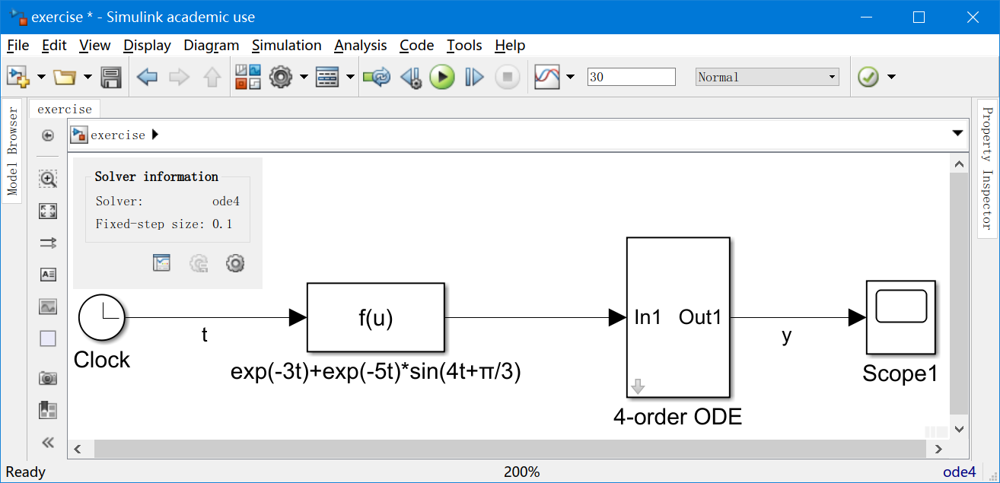 exercise * - Simulink academic use
File Edit View Display Diagram Simulation Analysis Code Tools Help
30
Normal
Model Browser
exercise
exercise
Property Inspector
Solver information
Solver: ode4
Fixed-step size: 0.1
Clock
t
f(u)
exp(-3t)+exp(-5t)*sin(4t+π/3)
In1 Out1
4-order ODE
y
Scope1
Ready 200% ode4